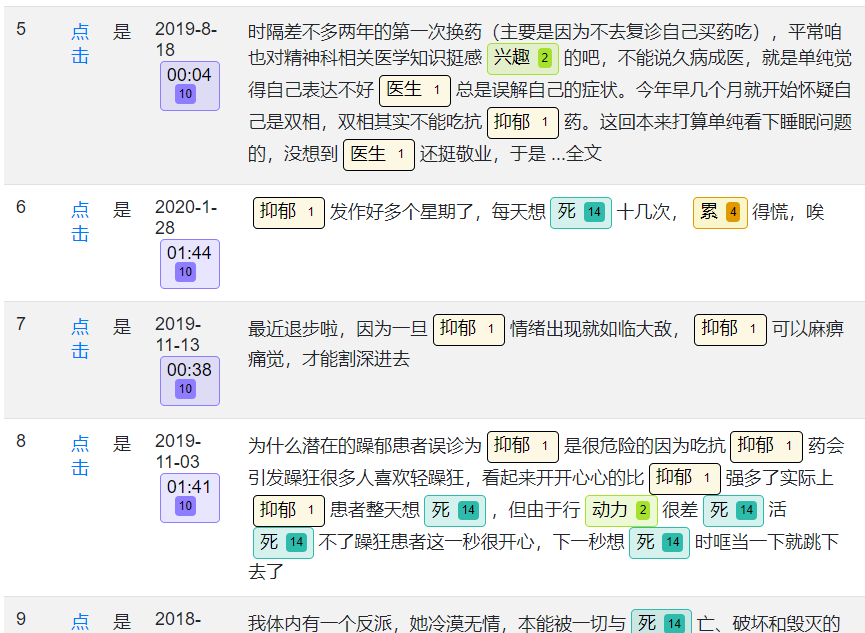 5 点击 是 2019-8-18 00:04 10
时隔差不多两年的第一次换药（主要是因为不去复诊自己买药吃），平常咱
也对精神科相关医学知识挺感 兴趣 2 的吧，不能说久病成医，就是单纯觉
得自己表达不好 医生 1 总是误解自己的症状。今年早几个月就开始怀疑自
己是双相，双相其实不能吃抗 抑郁 1 药。这回本来打算单纯看下睡眠问题
的，没想到 医生 1 还挺敬业，于是 ...全文
6 点击 是 2020-1-28 01:44 10
抑郁 1 发作好多个星期了，每天想 死 14 十几次， 累 4 得慌，唉
7 点击 是 2019-11-13 00:38 10
最近退步啦，因为一旦 抑郁 1 情绪出现就如临大敌， 抑郁 1 可以麻痹
痛觉，才能割深进去
8 点击 是 2019-11-03 01:41 10
为什么潜在的躁郁患者误诊为 抑郁 1 是很危险的因为吃抗 抑郁 1 药会
引发躁狂很多人喜欢轻躁狂，看起来开开心心的比 抑郁 1 强多了实际上
抑郁 1 患者整天想 死 14 ，但由于行 动力 2 很差 死 14 活
死 14 不了躁狂患者这一秒很开心，下一秒想 死 14 时哐当一下就跳下
去了
9 点 是 2018-
我体内有一个反派，她冷漠无情，本能被一切与 死 14 亡、破坏和毁灭的